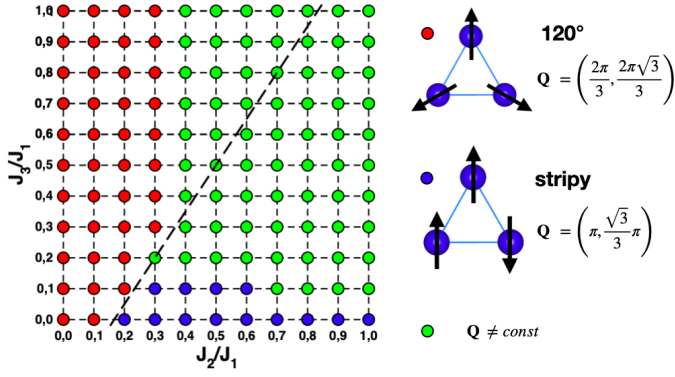 1,0
0,9
0,8
0,7
0,6
0,5
0,4
0,3
0,2
0,1
0,0
J₃/J₁
0,0 0,1 0,2 0,3 0,4 0,5 0,6 0,7 0,8 0,9 1,0
J₂/J₁
120°
Q = (2π/3, 2π√3/3)
stripy
Q = (π, √3/3 π)
Q ≠ const